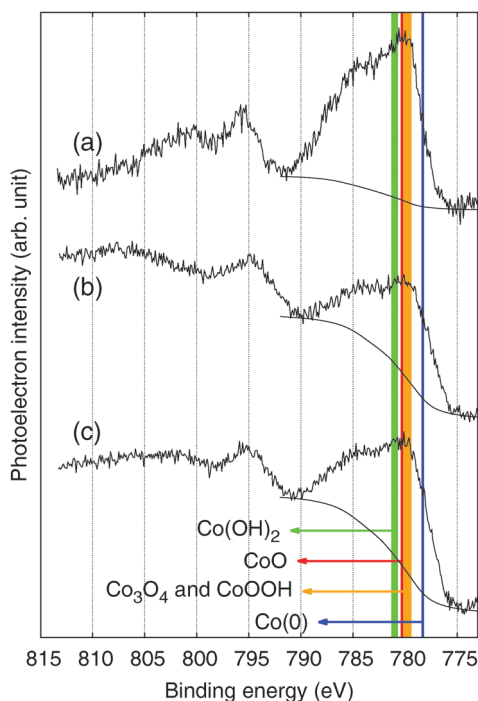 (a)
(b)
(c)
Co(OH)₂
CoO
Co₃O₄ and CoOOH
Co(0)
815 810 805 800 795 790 785 780 775
Binding energy (eV)
Photoelectron intensity (arb. unit)